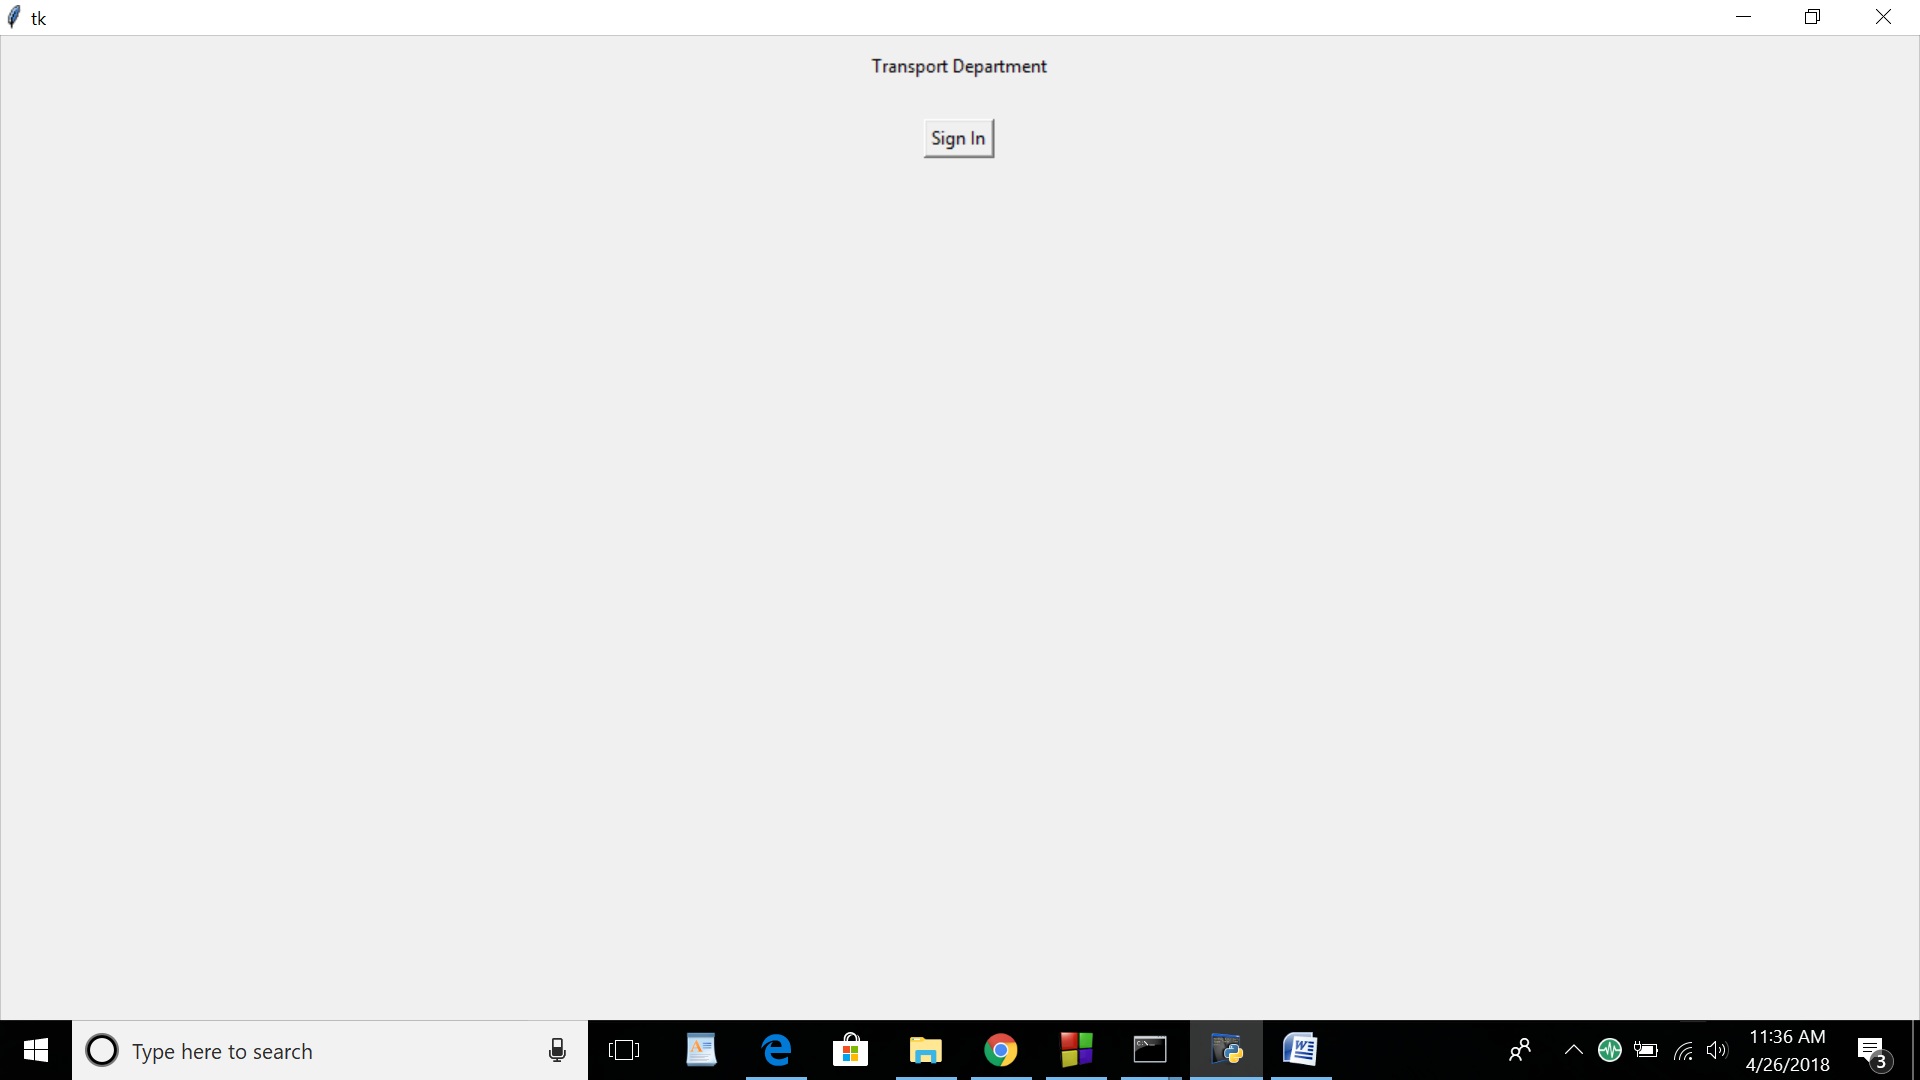 tk
Transport Department
Sign In
Type here to search
11:36 AM
4/26/2018
3